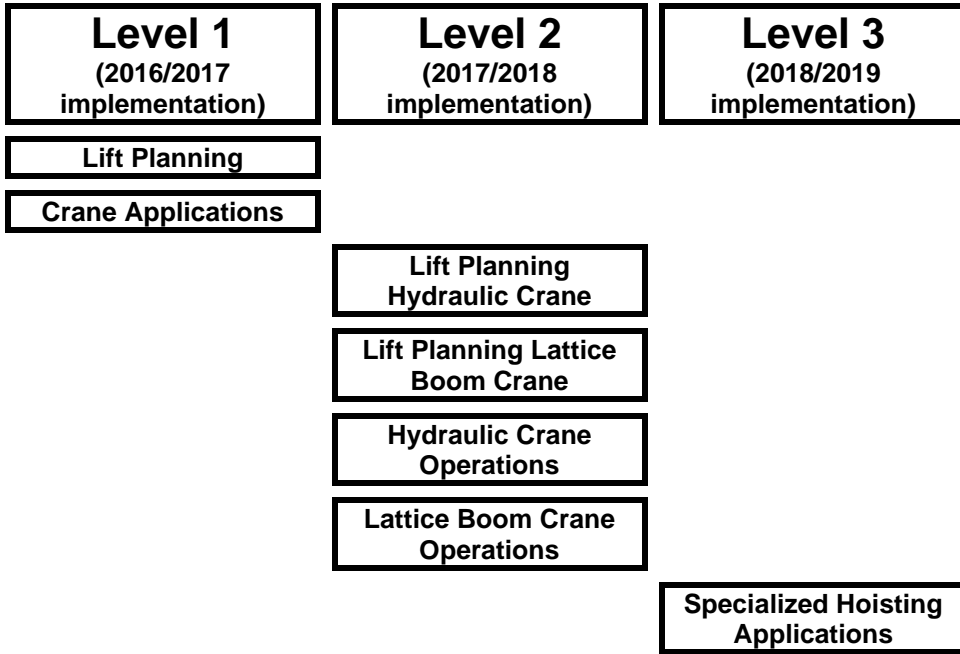 Level 1
(2016/2017
implementation)
Level 2
(2017/2018
implementation)
Level 3
(2018/2019
implementation)
Lift Planning
Crane Applications
Lift Planning
Hydraulic Crane
Lift Planning Lattice
Boom Crane
Hydraulic Crane
Operations
Lattice Boom Crane
Operations
Specialized Hoisting
Applications